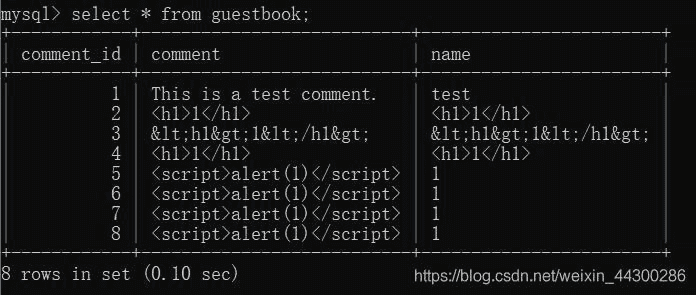 mysql> select * from guestbook;
+------------+---------------------------+---------------------------+
| comment_id | comment                   | name                      |
+------------+---------------------------+---------------------------+
|          1 | This is a test comment.   | test                      |
|          2 | <h1>1</h1>                | <h1>1</h1>                |
|          3 | &lt;h1&gt;1&lt;/h1&gt;    | &lt;h1&gt;1&lt;/h1&gt;    |
|          4 | <h1>1</h1>                | <h1>1</h1>                |
|          5 | <script>alert(1)</script> | 1                         |
|          6 | <script>alert(1)</script> | 1                         |
|          7 | <script>alert(1)</script> | 1                         |
|          8 | <script>alert(1)</script> | 1                         |
+------------+---------------------------+---------------------------+
8 rows in set (0.10 sec)
https://blog.csdn.net/weixin_44300286